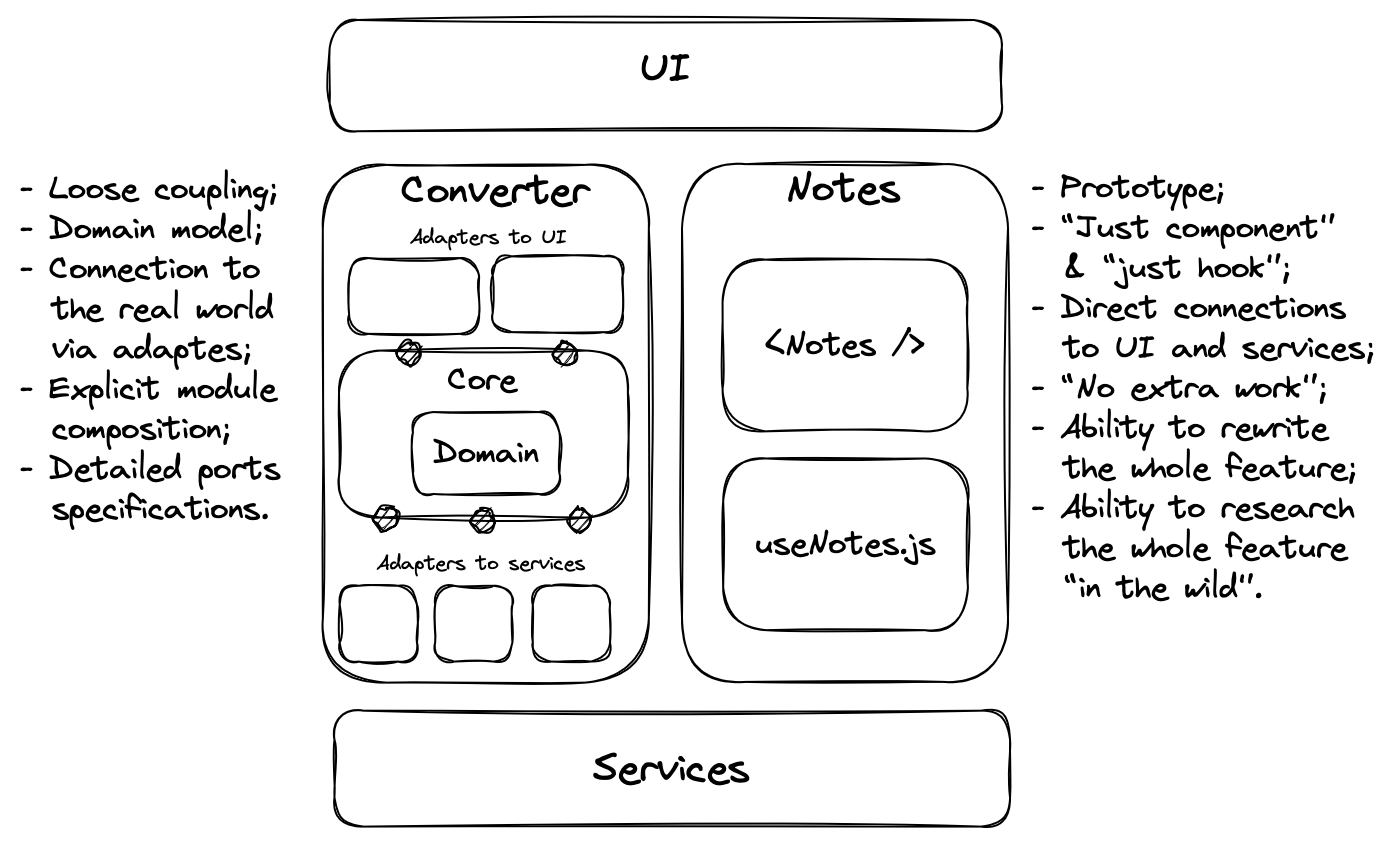 UI
- Loose coupling;
- Domain model;
- Connection to
the real world
via adaptes;
- Explicit module
composition;
- Detailed ports
specifications.
Converter
Adapters to UI
Core
Domain
Adapters to services
Notes
<Notes />
useNotes.js
- Prototype;
- "Just component"
& "just hook";
- Direct connections
to UI and services;
- "No extra work";
- Ability to rewrite
the whole feature;
- Ability to research
the whole feature
"in the wild".
Services